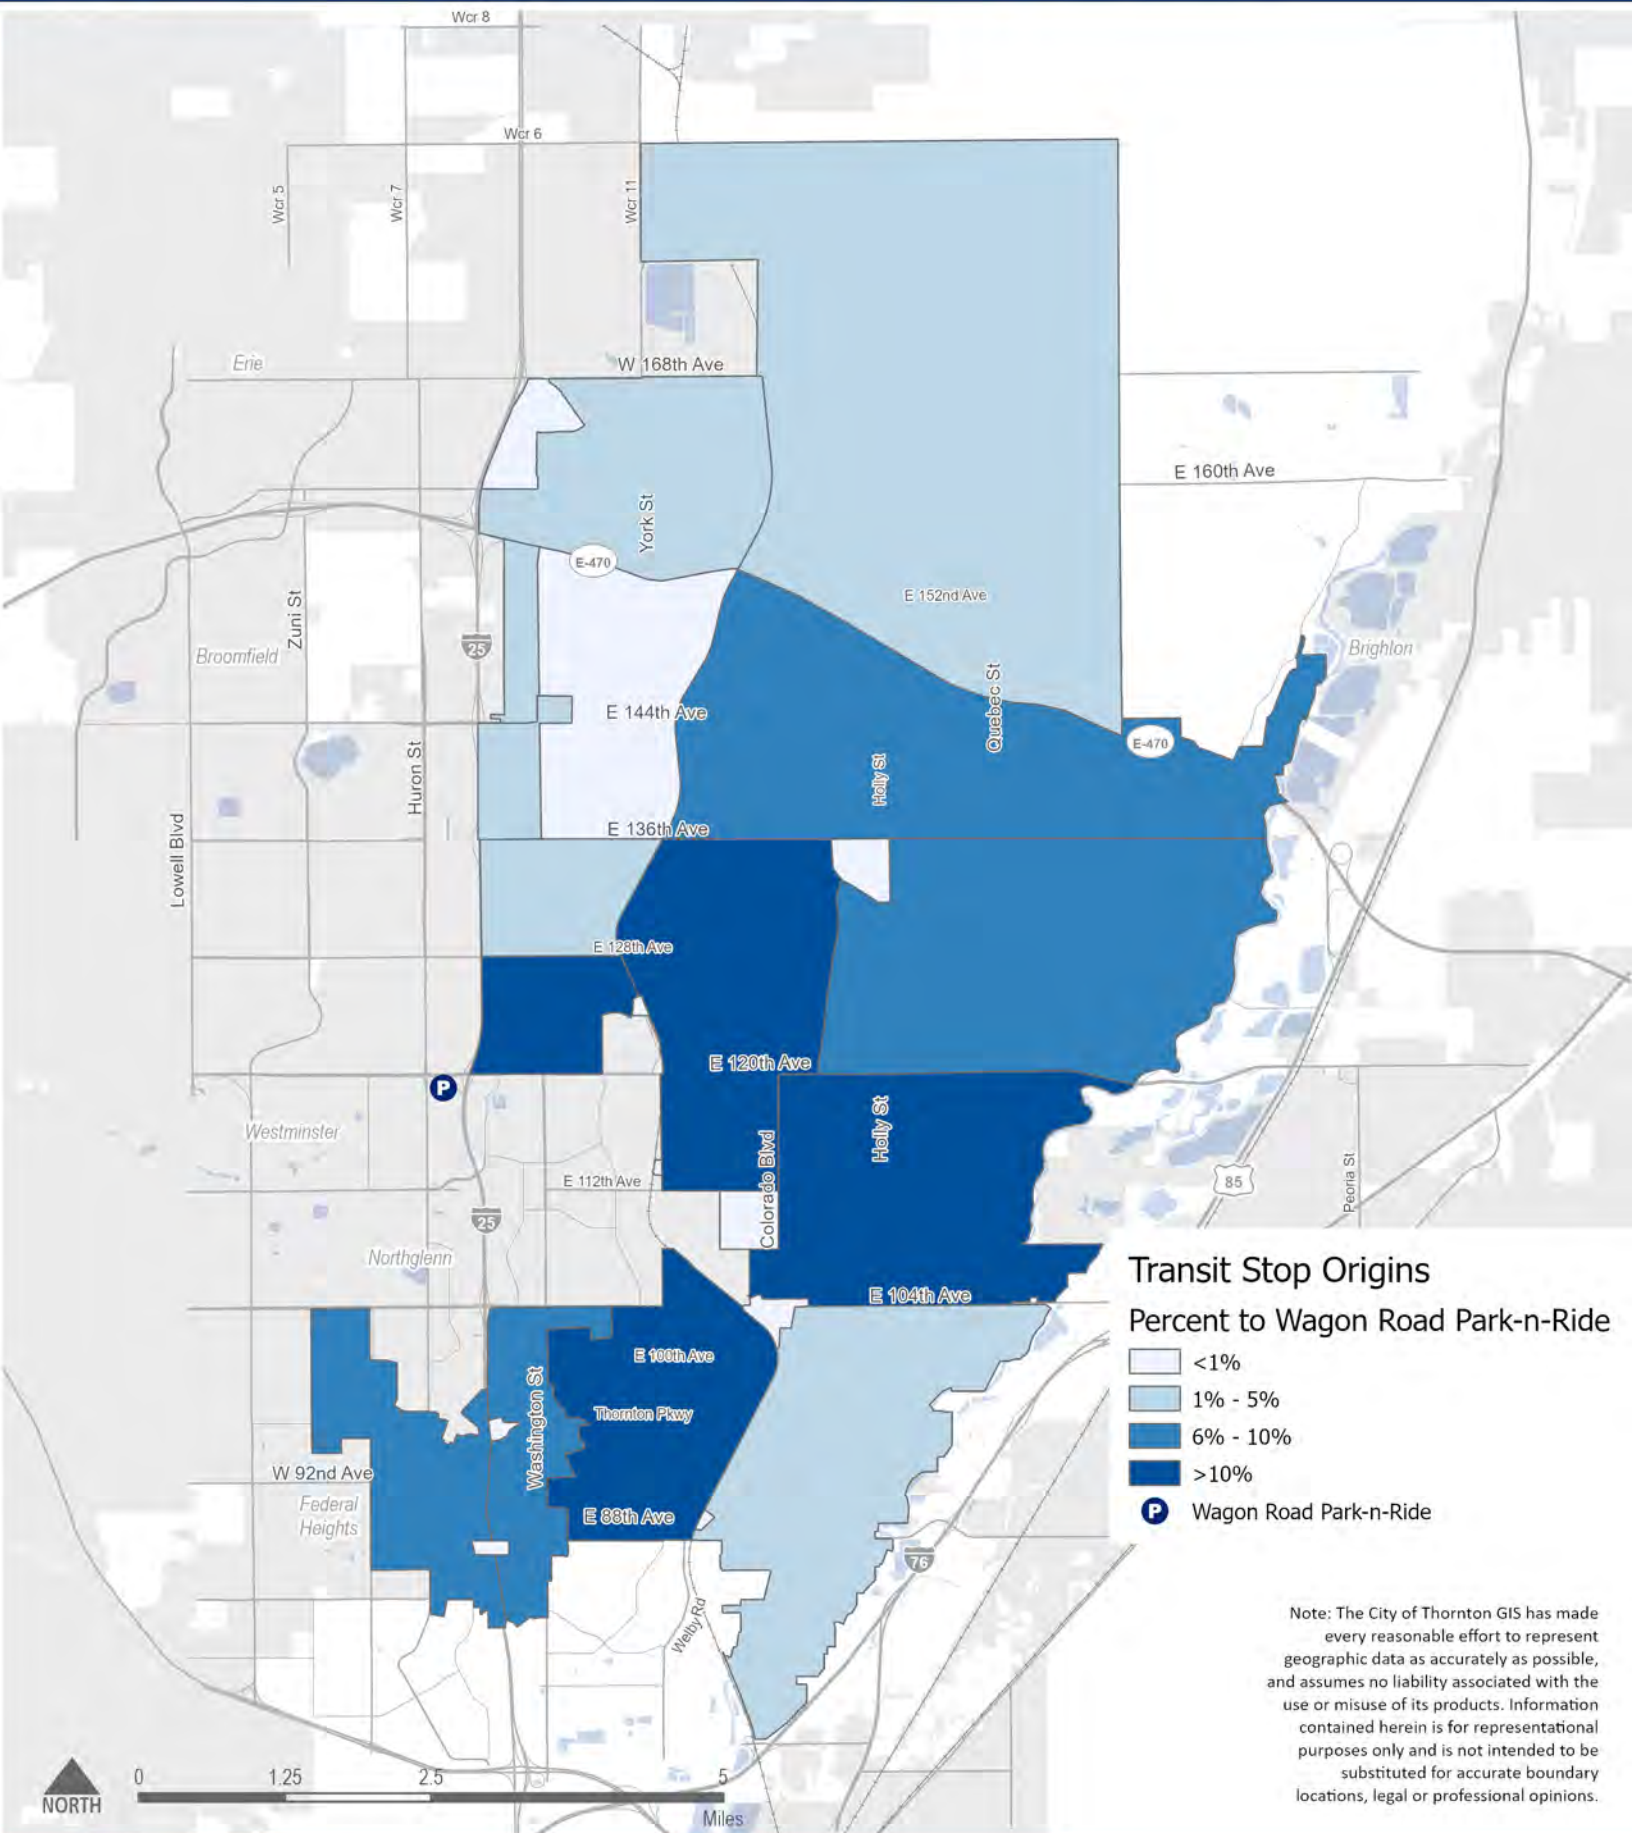 Wcr 8
Wcr 6
Wcr 5
Wcr 7
Wcr 11
Erie
W 168th Ave
E 160th Ave
York St
E-470
E 152nd Ave
Zuni St
Broomfield
25
Brighton
Quebec St
E 144th Ave
E-470
Huron St
Holly St
E 136th Ave
Lowell Blvd
E 128th Ave
E 120th Ave
P
Westminster
Holly St
Colorado Blvd
E 112th Ave
85
Peoria St
25
Northglenn
E 104th Ave
E 100th Ave
Washington St
Thornton Pkwy
W 92nd Ave
Federal
Heights
E 88th Ave
76
Welby Rd
Transit Stop Origins
Percent to Wagon Road Park-n-Ride
<1%
1% - 5%
6% - 10%
>10%
P Wagon Road Park-n-Ride
Note: The City of Thornton GIS has made
every reasonable effort to represent
geographic data as accurately as possible,
and assumes no liability associated with the
use or misuse of its products. Information
contained herein is for representational
purposes only and is not intended to be
substituted for accurate boundary
locations, legal or professional opinions.
NORTH
0 1.25 2.5 5
Miles